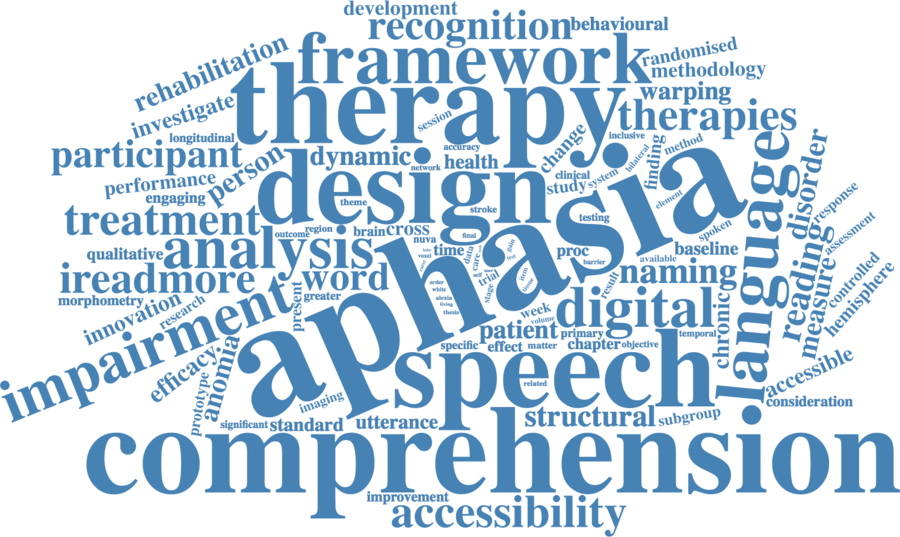 development
recognition
behavioural
rehabilitation
framework
randomised
methodology
investigate
therapy
warping
therapies
longitudinal
session
inclusive
participant
person
dynamic
accuracy
health
change
bilateral
finding
method
performance
network
clinical
system
engaging
design
study
element
theme
stroke
testing
aphasia
language
disorder
response
treatment
outcome
region
brain
cross
nuva
final
spoken
assessment
qualitative
analysis
time
data
care
gain
proc
baseline
reading
ireadmore
word
voxel
trial
self
item
barrier
available
naming
measure
controlled
hemisphere
morphometry
present
greater
order
white
alexia
living
thesis
stage
result
digital
chronic
innovation
research
week
volume
impairment
patient
primary
temporal
specific
effect
matter
chapter
objective
efficacy
anomia
prototype
speech
related
accessible
consideration
imaging
significant
standard
utterance
structural
subgroup
comprehension
improvement
accessibility